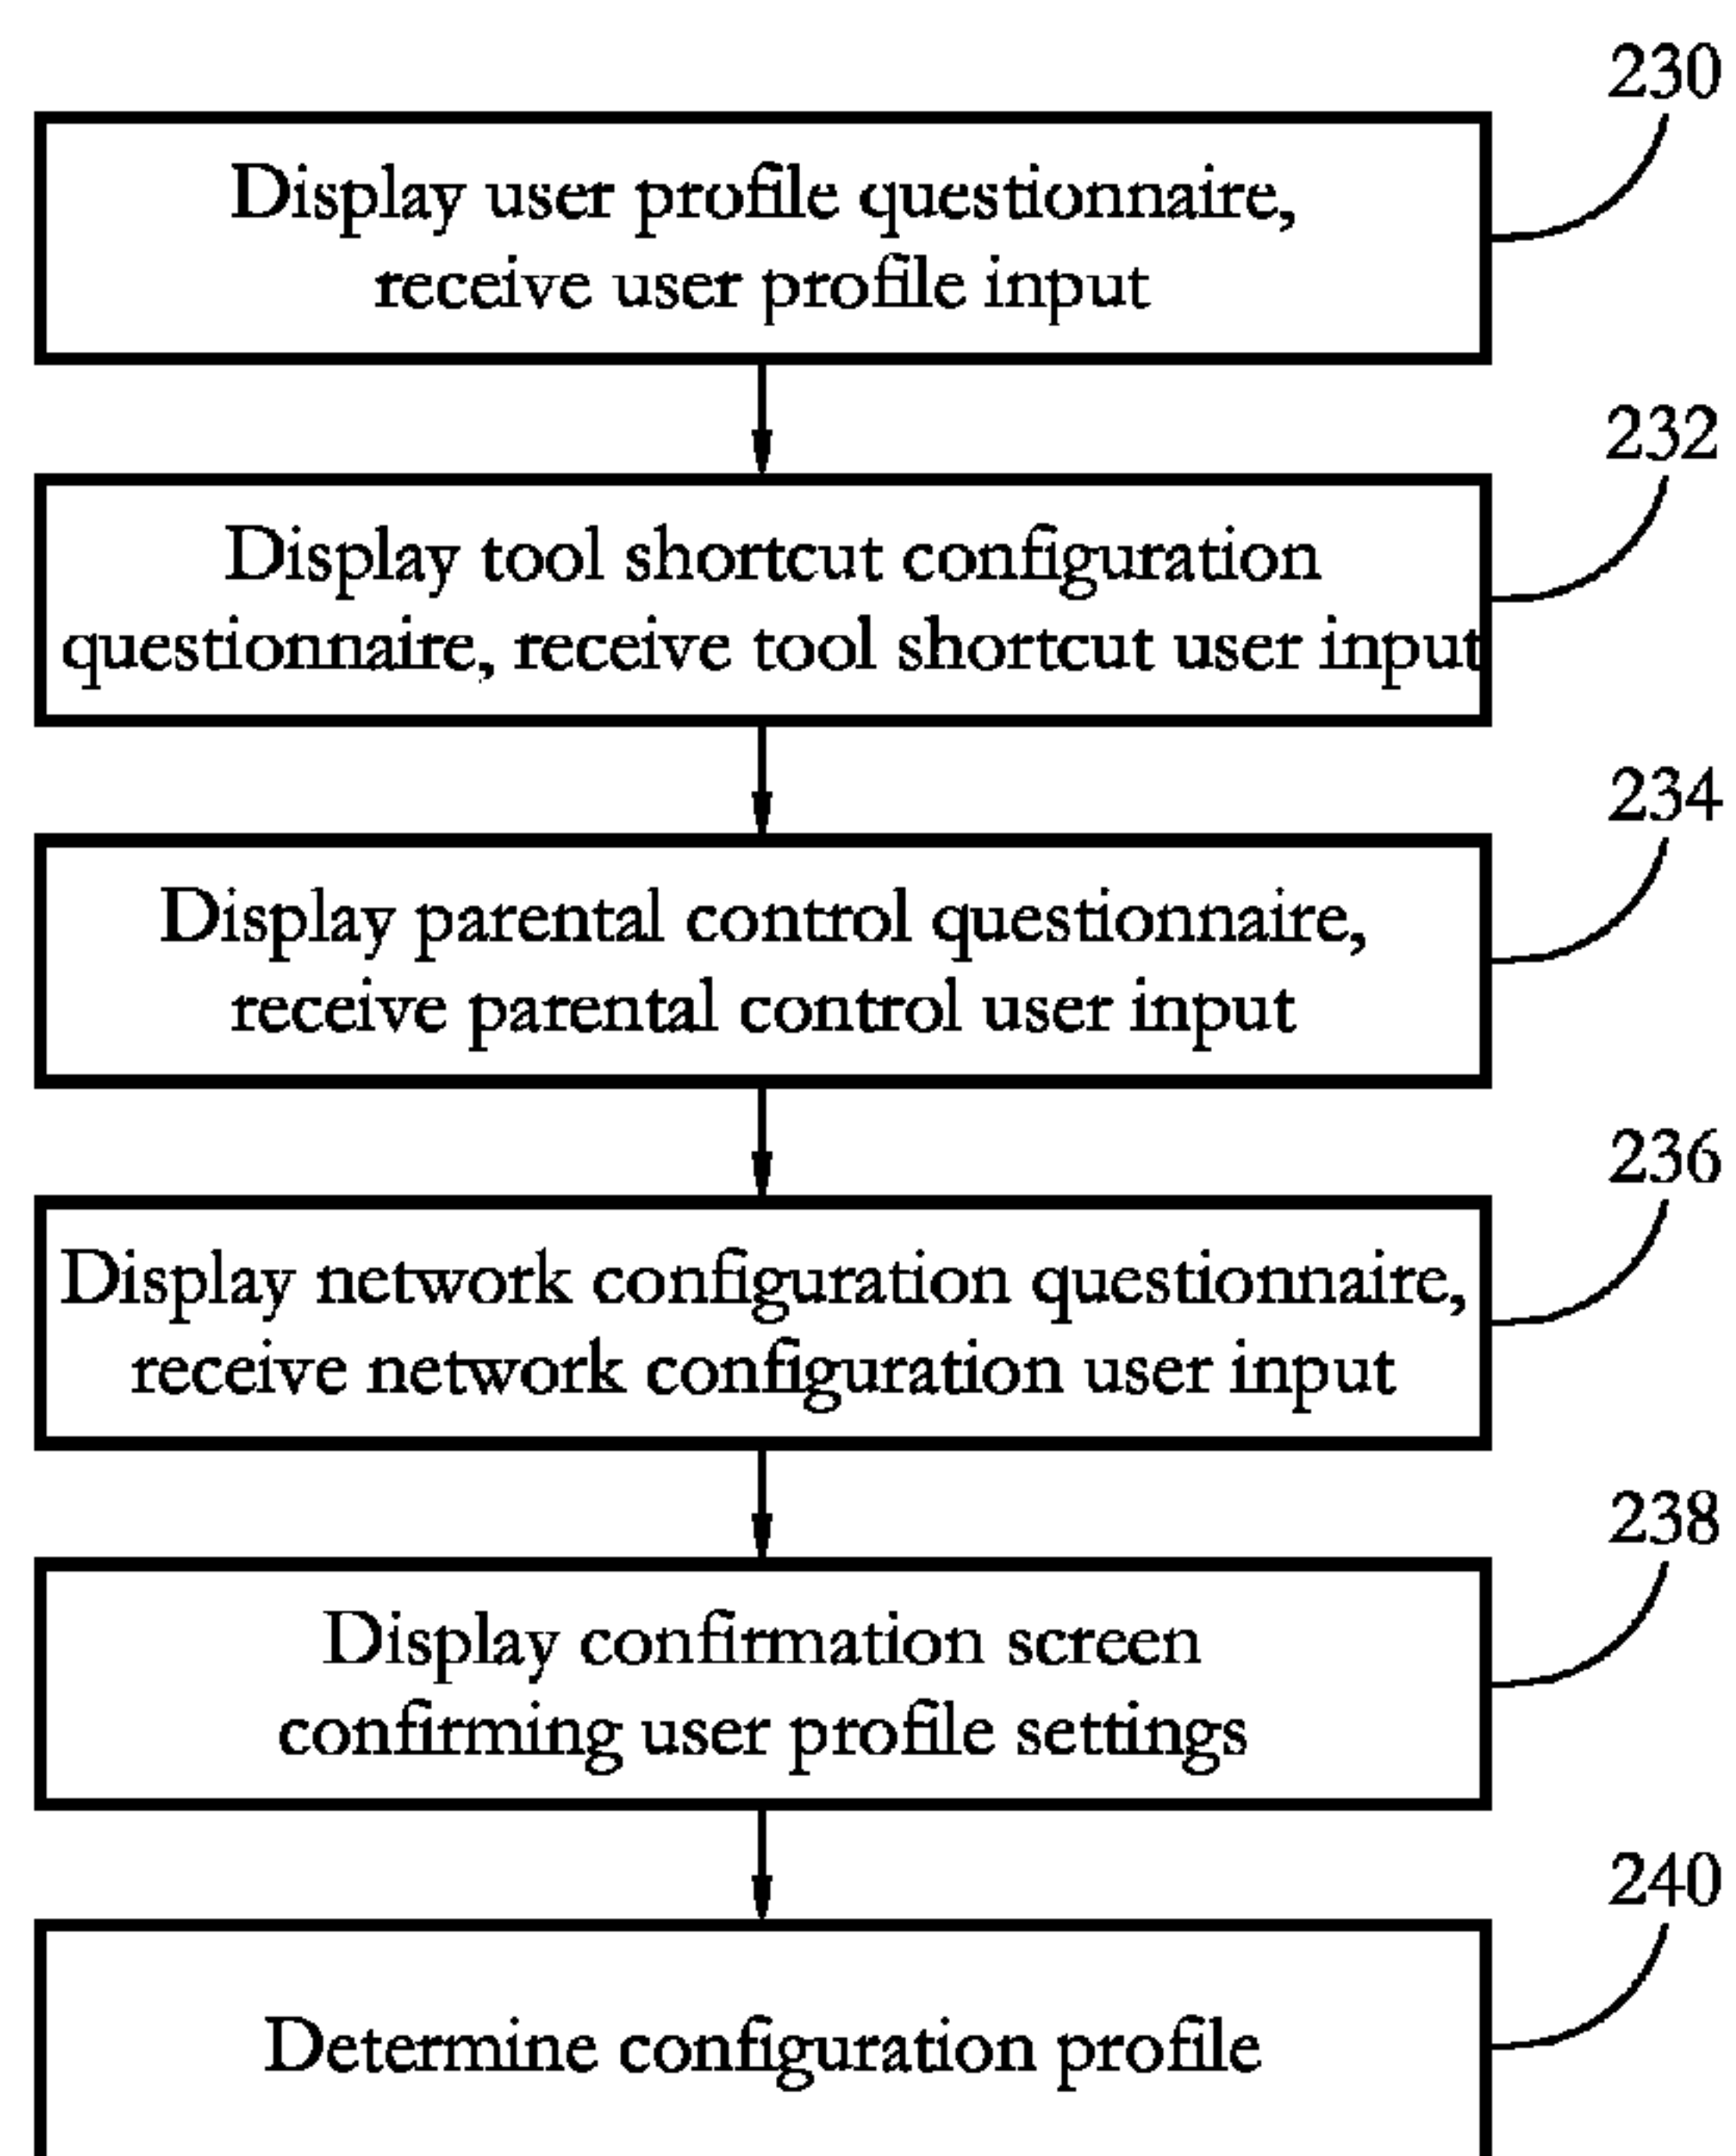 230
Display user profile questionnaire,
receive user profile input
232
Display tool shortcut configuration
questionnaire, receive tool shortcut user input
234
Display parental control questionnaire,
receive parental control user input
236
Display network configuration questionnaire,
receive network configuration user input
238
Display confirmation screen
confirming user profile settings
240
Determine configuration profile